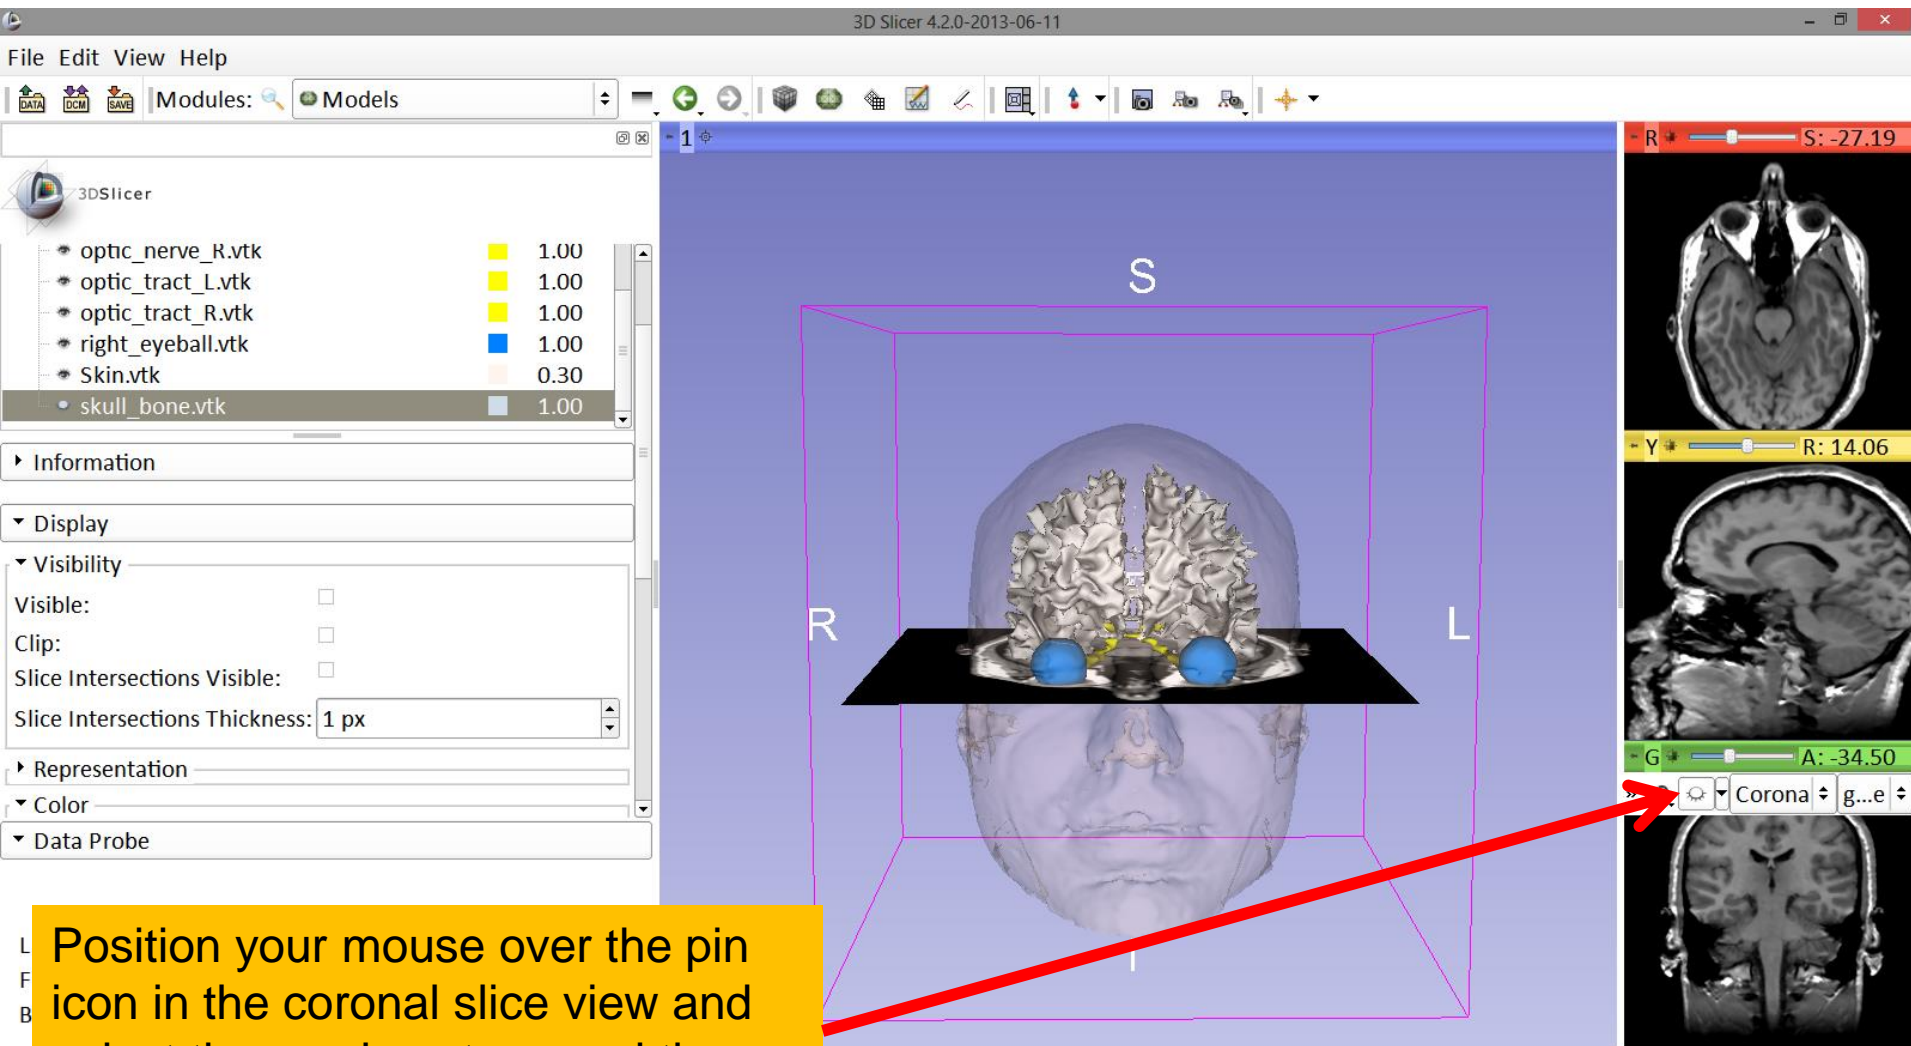 3D Slicer 4.2.0-2013-06-11
File Edit View Help
DATA DCM SAVE Modules: Models
1
3DSlicer
optic_nerve_R.vtk 1.00
optic_tract_L.vtk 1.00
optic_tract_R.vtk 1.00
right_eyeball.vtk 1.00
Skin.vtk 0.30
skull_bone.vtk 1.00
Information
Display
Visibility
Visible:
Clip:
Slice Intersections Visible:
Slice Intersections Thickness: 1 px
Representation
Color
Data Probe
L
F
B
S
R
L
I
R S: -27.19
Y R: 14.06
G A: -34.50
» Corona g...e
Position your mouse over the pin
icon in the coronal slice view and